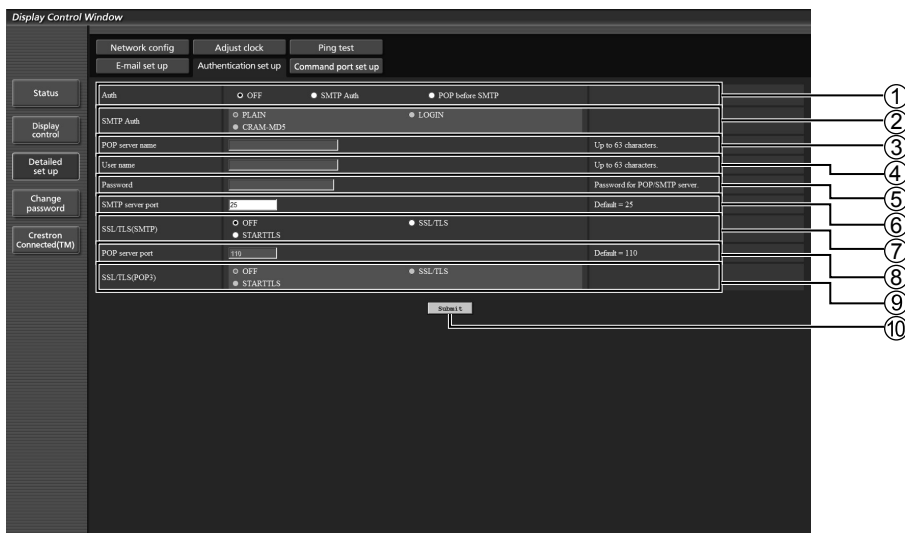 Display Control Window
Network config Adjust clock Ping test
E-mail set up Authentication set up Command port set up
Status
Display control
Detailed set up
Change password
Crestron Connected(TM)
Auth OFF SMTP Auth POP before SMTP ①
SMTP Auth PLAIN LOGIN CRAM-MD5 ②
POP server name Up to 63 characters. ③
User name Up to 63 characters. ④
Password Password for POP/SMTP server. ⑤
SMTP server port 25 Default = 25 ⑥
SSL/TLS(SMTP) OFF SSL/TLS STARTTLS ⑦
POP server port 110 Default = 110 ⑧
SSL/TLS(POP3) OFF SSL/TLS STARTTLS ⑨
Submit ⑩